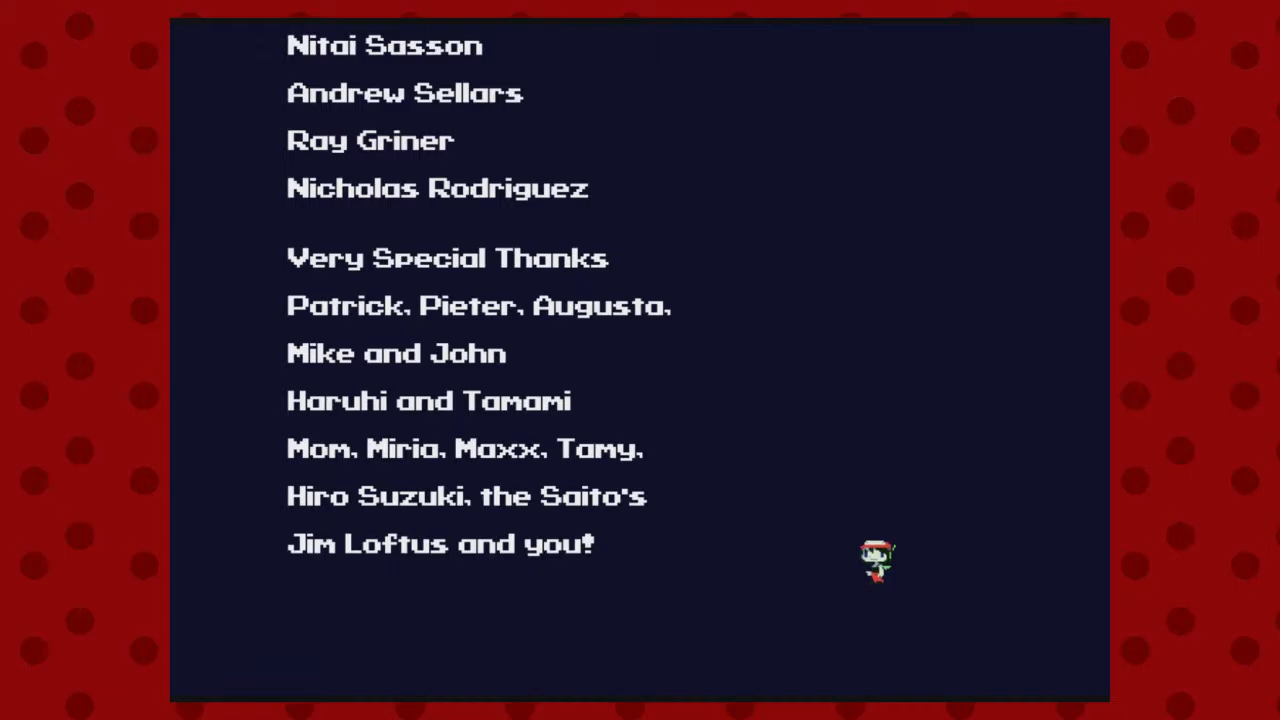 Nitai Sasson
Andrew Sellars
Ray Griner
Nicholas Rodriguez
Very Special Thanks
Patrick, Pieter, Augusta,
Mike and John
Haruhi and Tamami
Mom, Miria, Maxx, Tamy,
Hiro Suzuki, the Saito's
Jim Loftus and you!